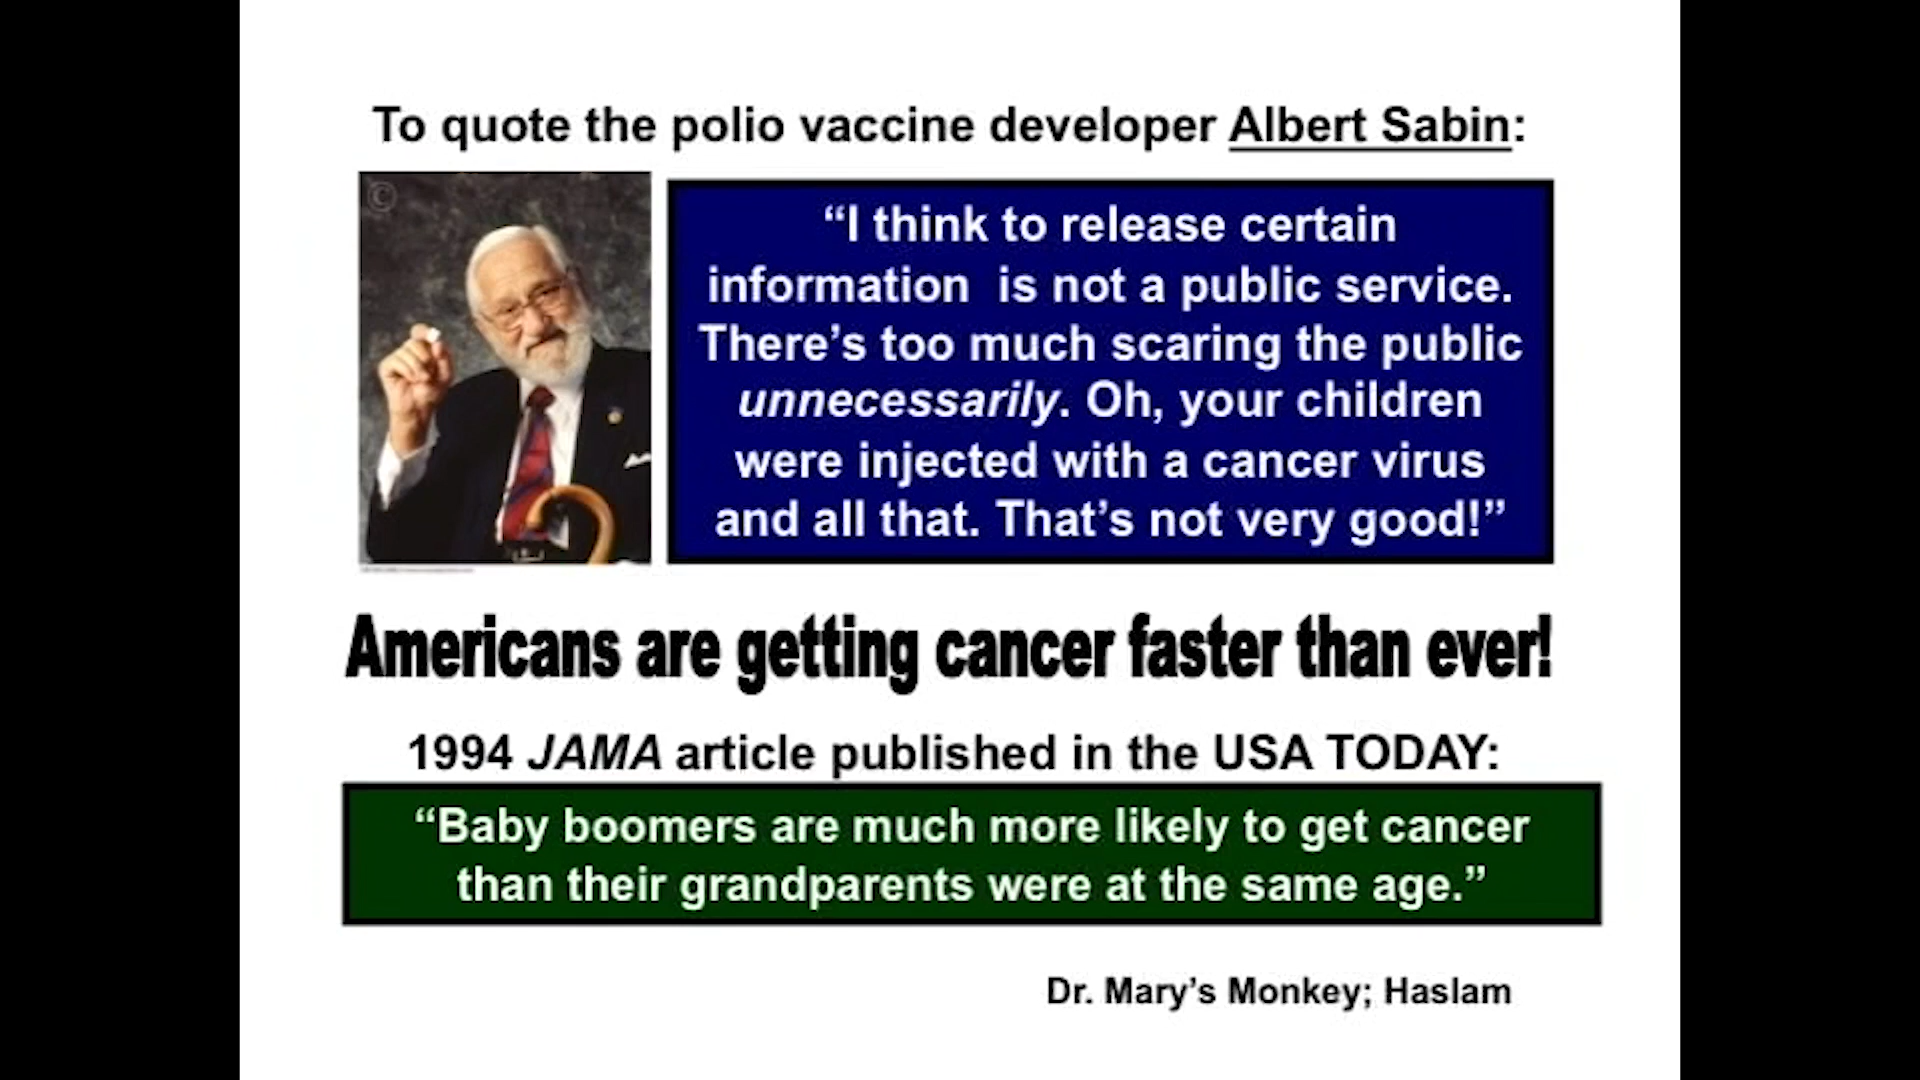 To quote the polio vaccine developer Albert Sabin:
©
“I think to release certain
information  is not a public service.
There’s too much scaring the public
unnecessarily. Oh, your children
were injected with a cancer virus
and all that. That’s not very good!”
Americans are getting cancer faster than ever!
1994 JAMA article published in the USA TODAY:
“Baby boomers are much more likely to get cancer
than their grandparents were at the same age.”
Dr. Mary’s Monkey; Haslam